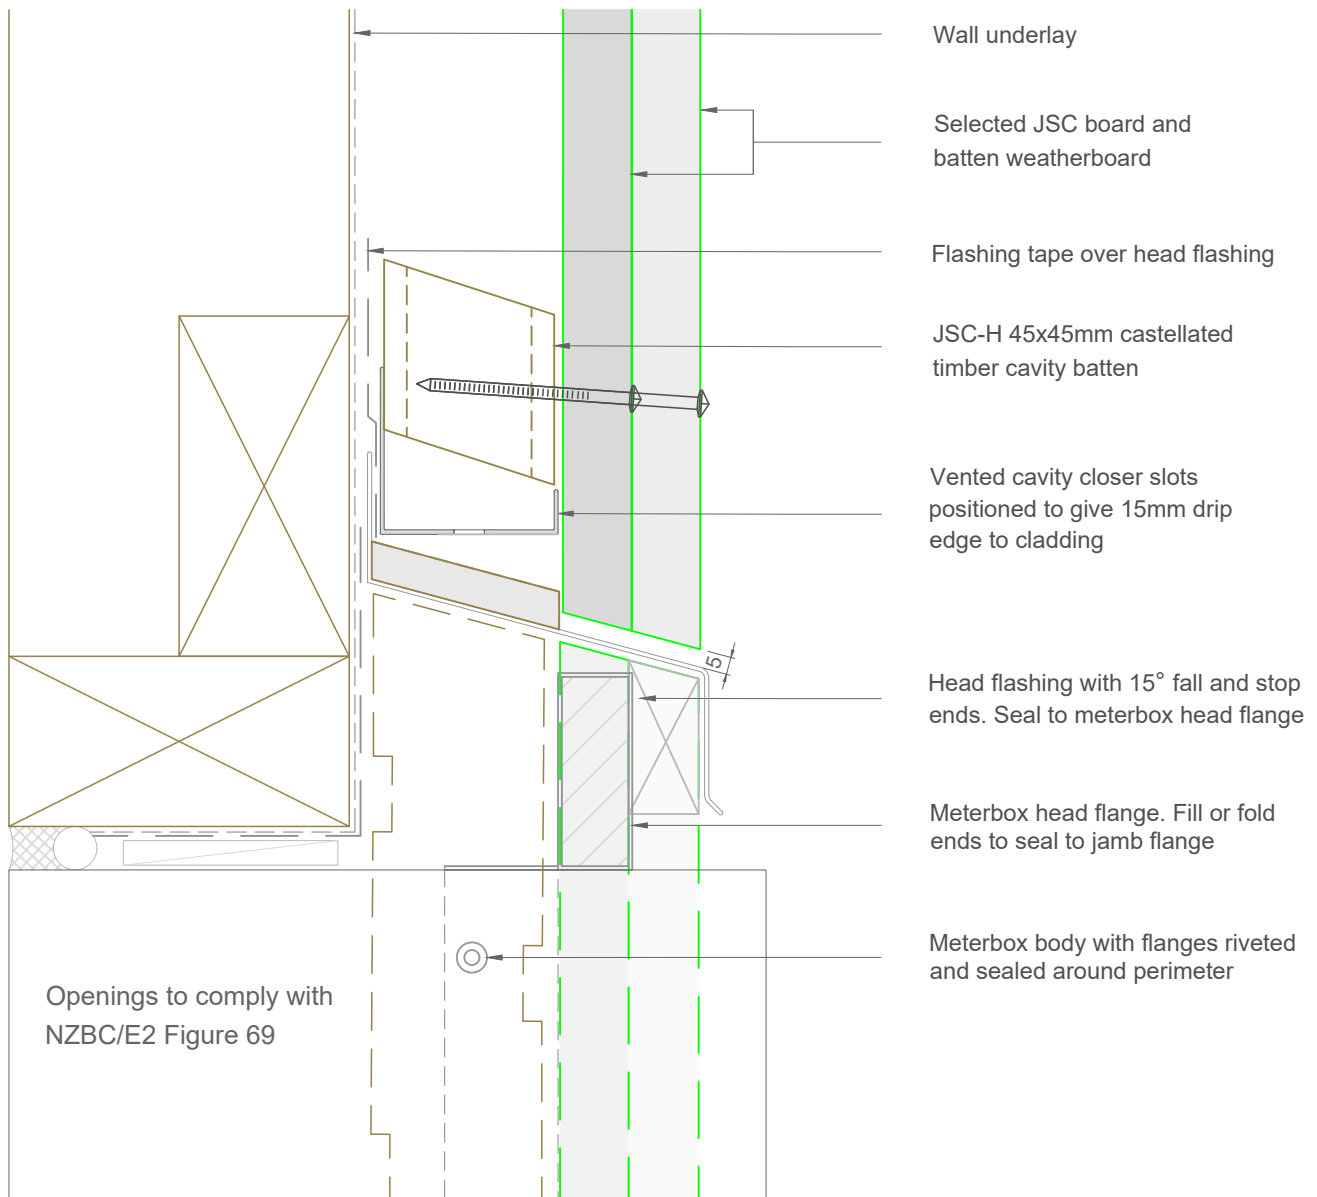 Wall underlay
Selected JSC board and
batten weatherboard
Flashing tape over head flashing
JSC-H 45x45mm castellated
timber cavity batten
Vented cavity closer slots
positioned to give 15mm drip
edge to cladding
5
Head flashing with 15° fall and stop
ends. Seal to meterbox head flange
Meterbox head flange. Fill or fold
ends to seal to jamb flange
Meterbox body with flanges riveted
and sealed around perimeter
Openings to comply with
NZBC/E2 Figure 69